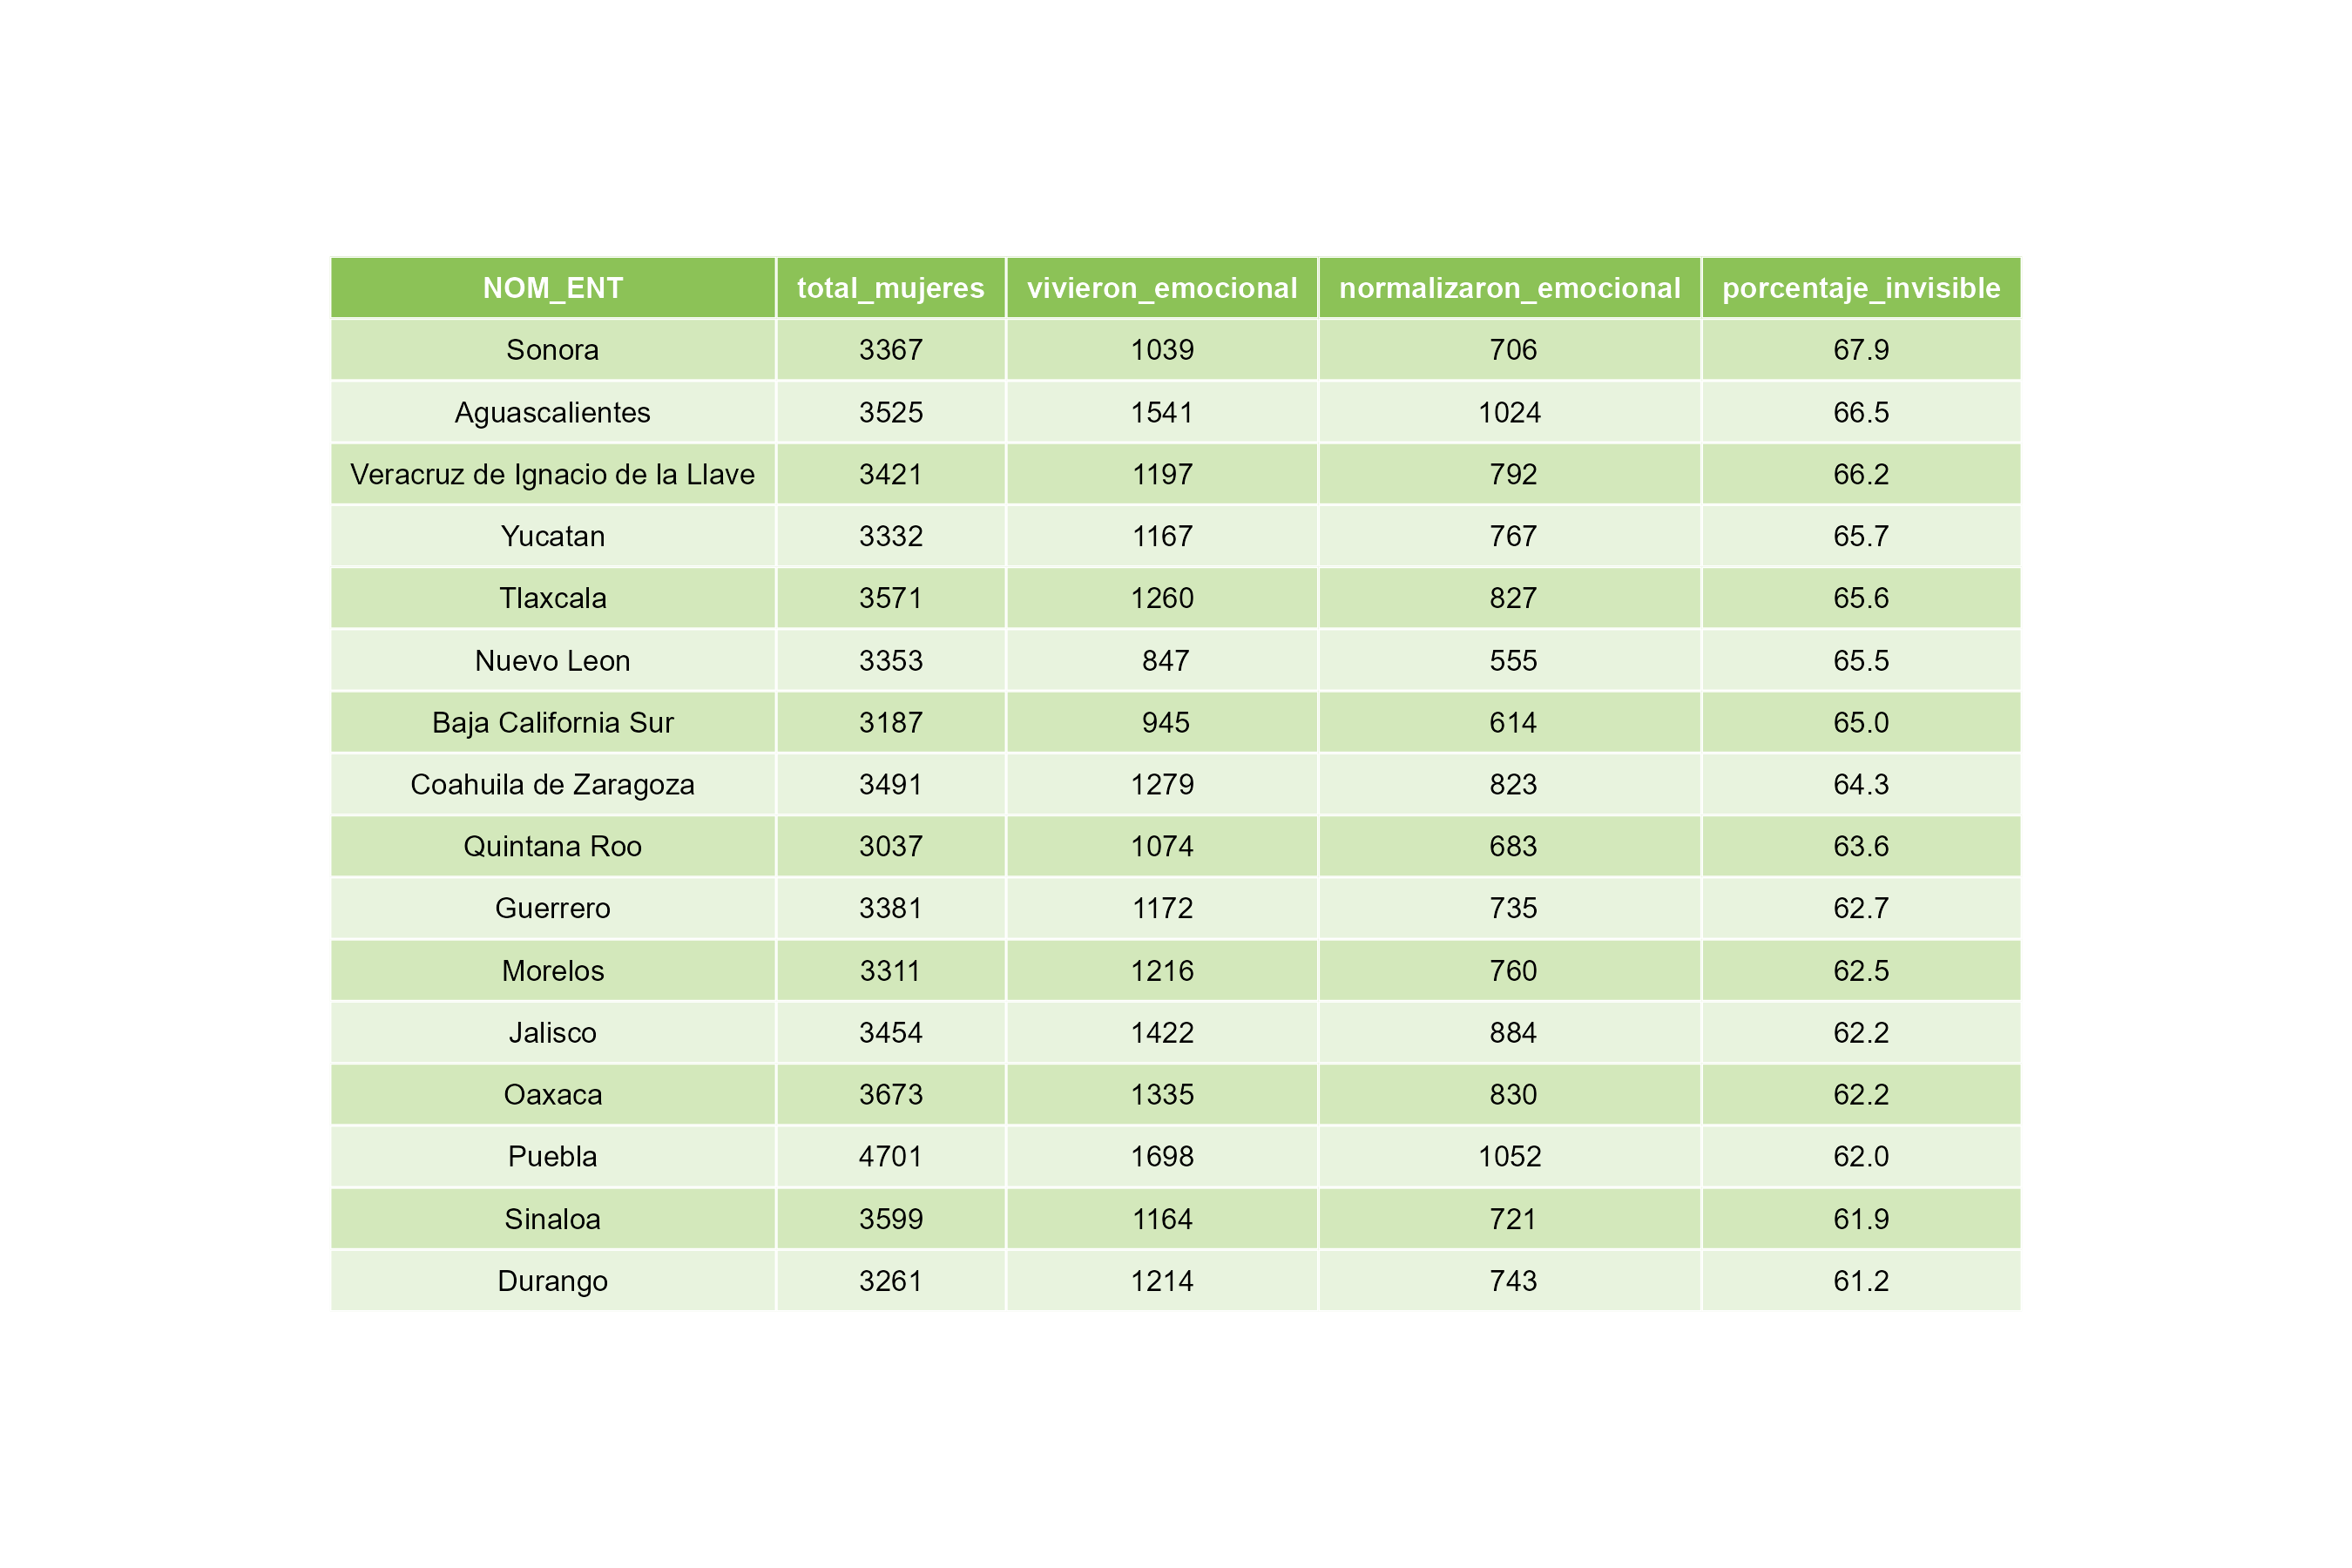 NOM_ENT total_mujeres vivieron_emocional normalizaron_emocional porcentaje_invisible
Sonora 3367 1039 706 67.9
Aguascalientes 3525 1541 1024 66.5
Veracruz de Ignacio de la Llave 3421 1197 792 66.2
Yucatan 3332 1167 767 65.7
Tlaxcala 3571 1260 827 65.6
Nuevo Leon 3353 847 555 65.5
Baja California Sur 3187 945 614 65.0
Coahuila de Zaragoza 3491 1279 823 64.3
Quintana Roo 3037 1074 683 63.6
Guerrero 3381 1172 735 62.7
Morelos 3311 1216 760 62.5
Jalisco 3454 1422 884 62.2
Oaxaca 3673 1335 830 62.2
Puebla 4701 1698 1052 62.0
Sinaloa 3599 1164 721 61.9
Durango 3261 1214 743 61.2